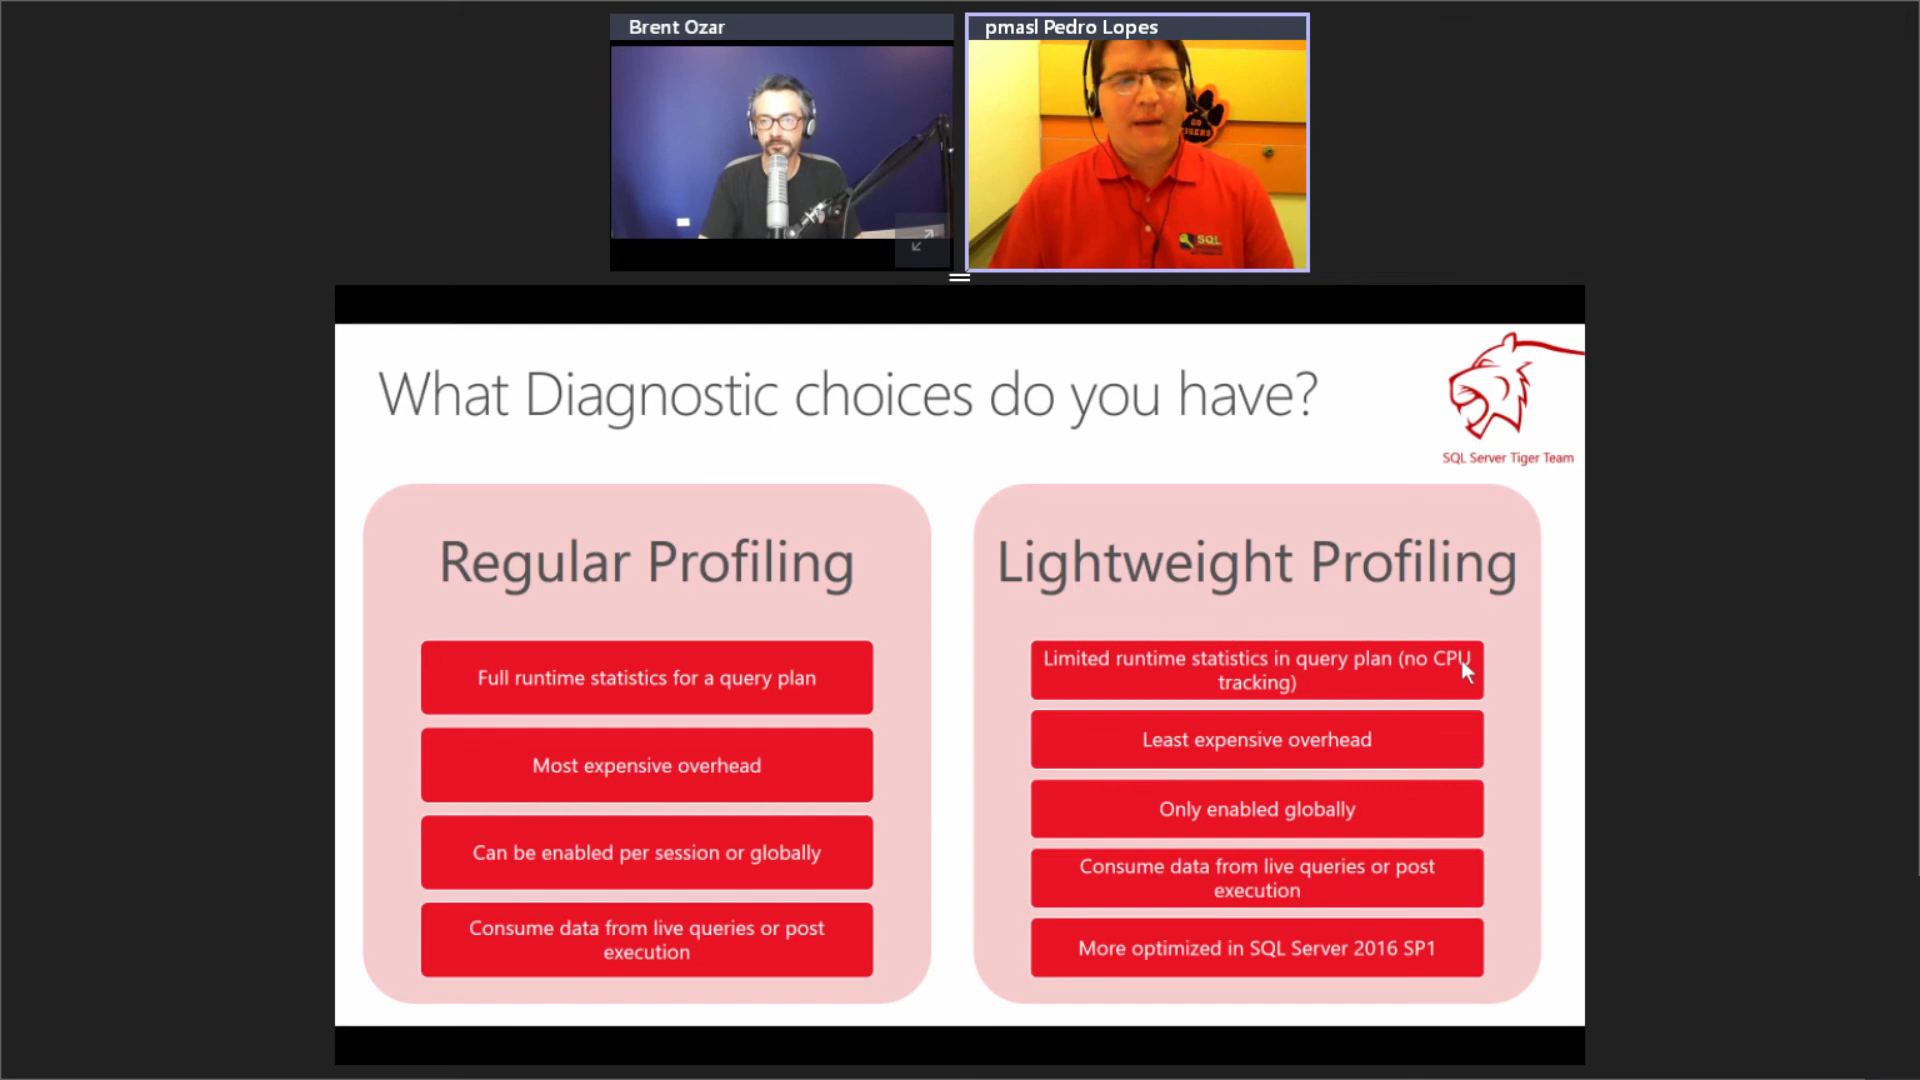 Brent Ozar
pmasl Pedro Lopes
GO
TIGERS
SQL
What Diagnostic choices do you have?
SQL Server Tiger Team
Regular Profiling
Full runtime statistics for a query plan
Most expensive overhead
Can be enabled per session or globally
Consume data from live queries or post
execution
Lightweight Profiling
Limited runtime statistics in query plan (no CPU
tracking)
Least expensive overhead
Only enabled globally
Consume data from live queries or post
execution
More optimized in SQL Server 2016 SP1